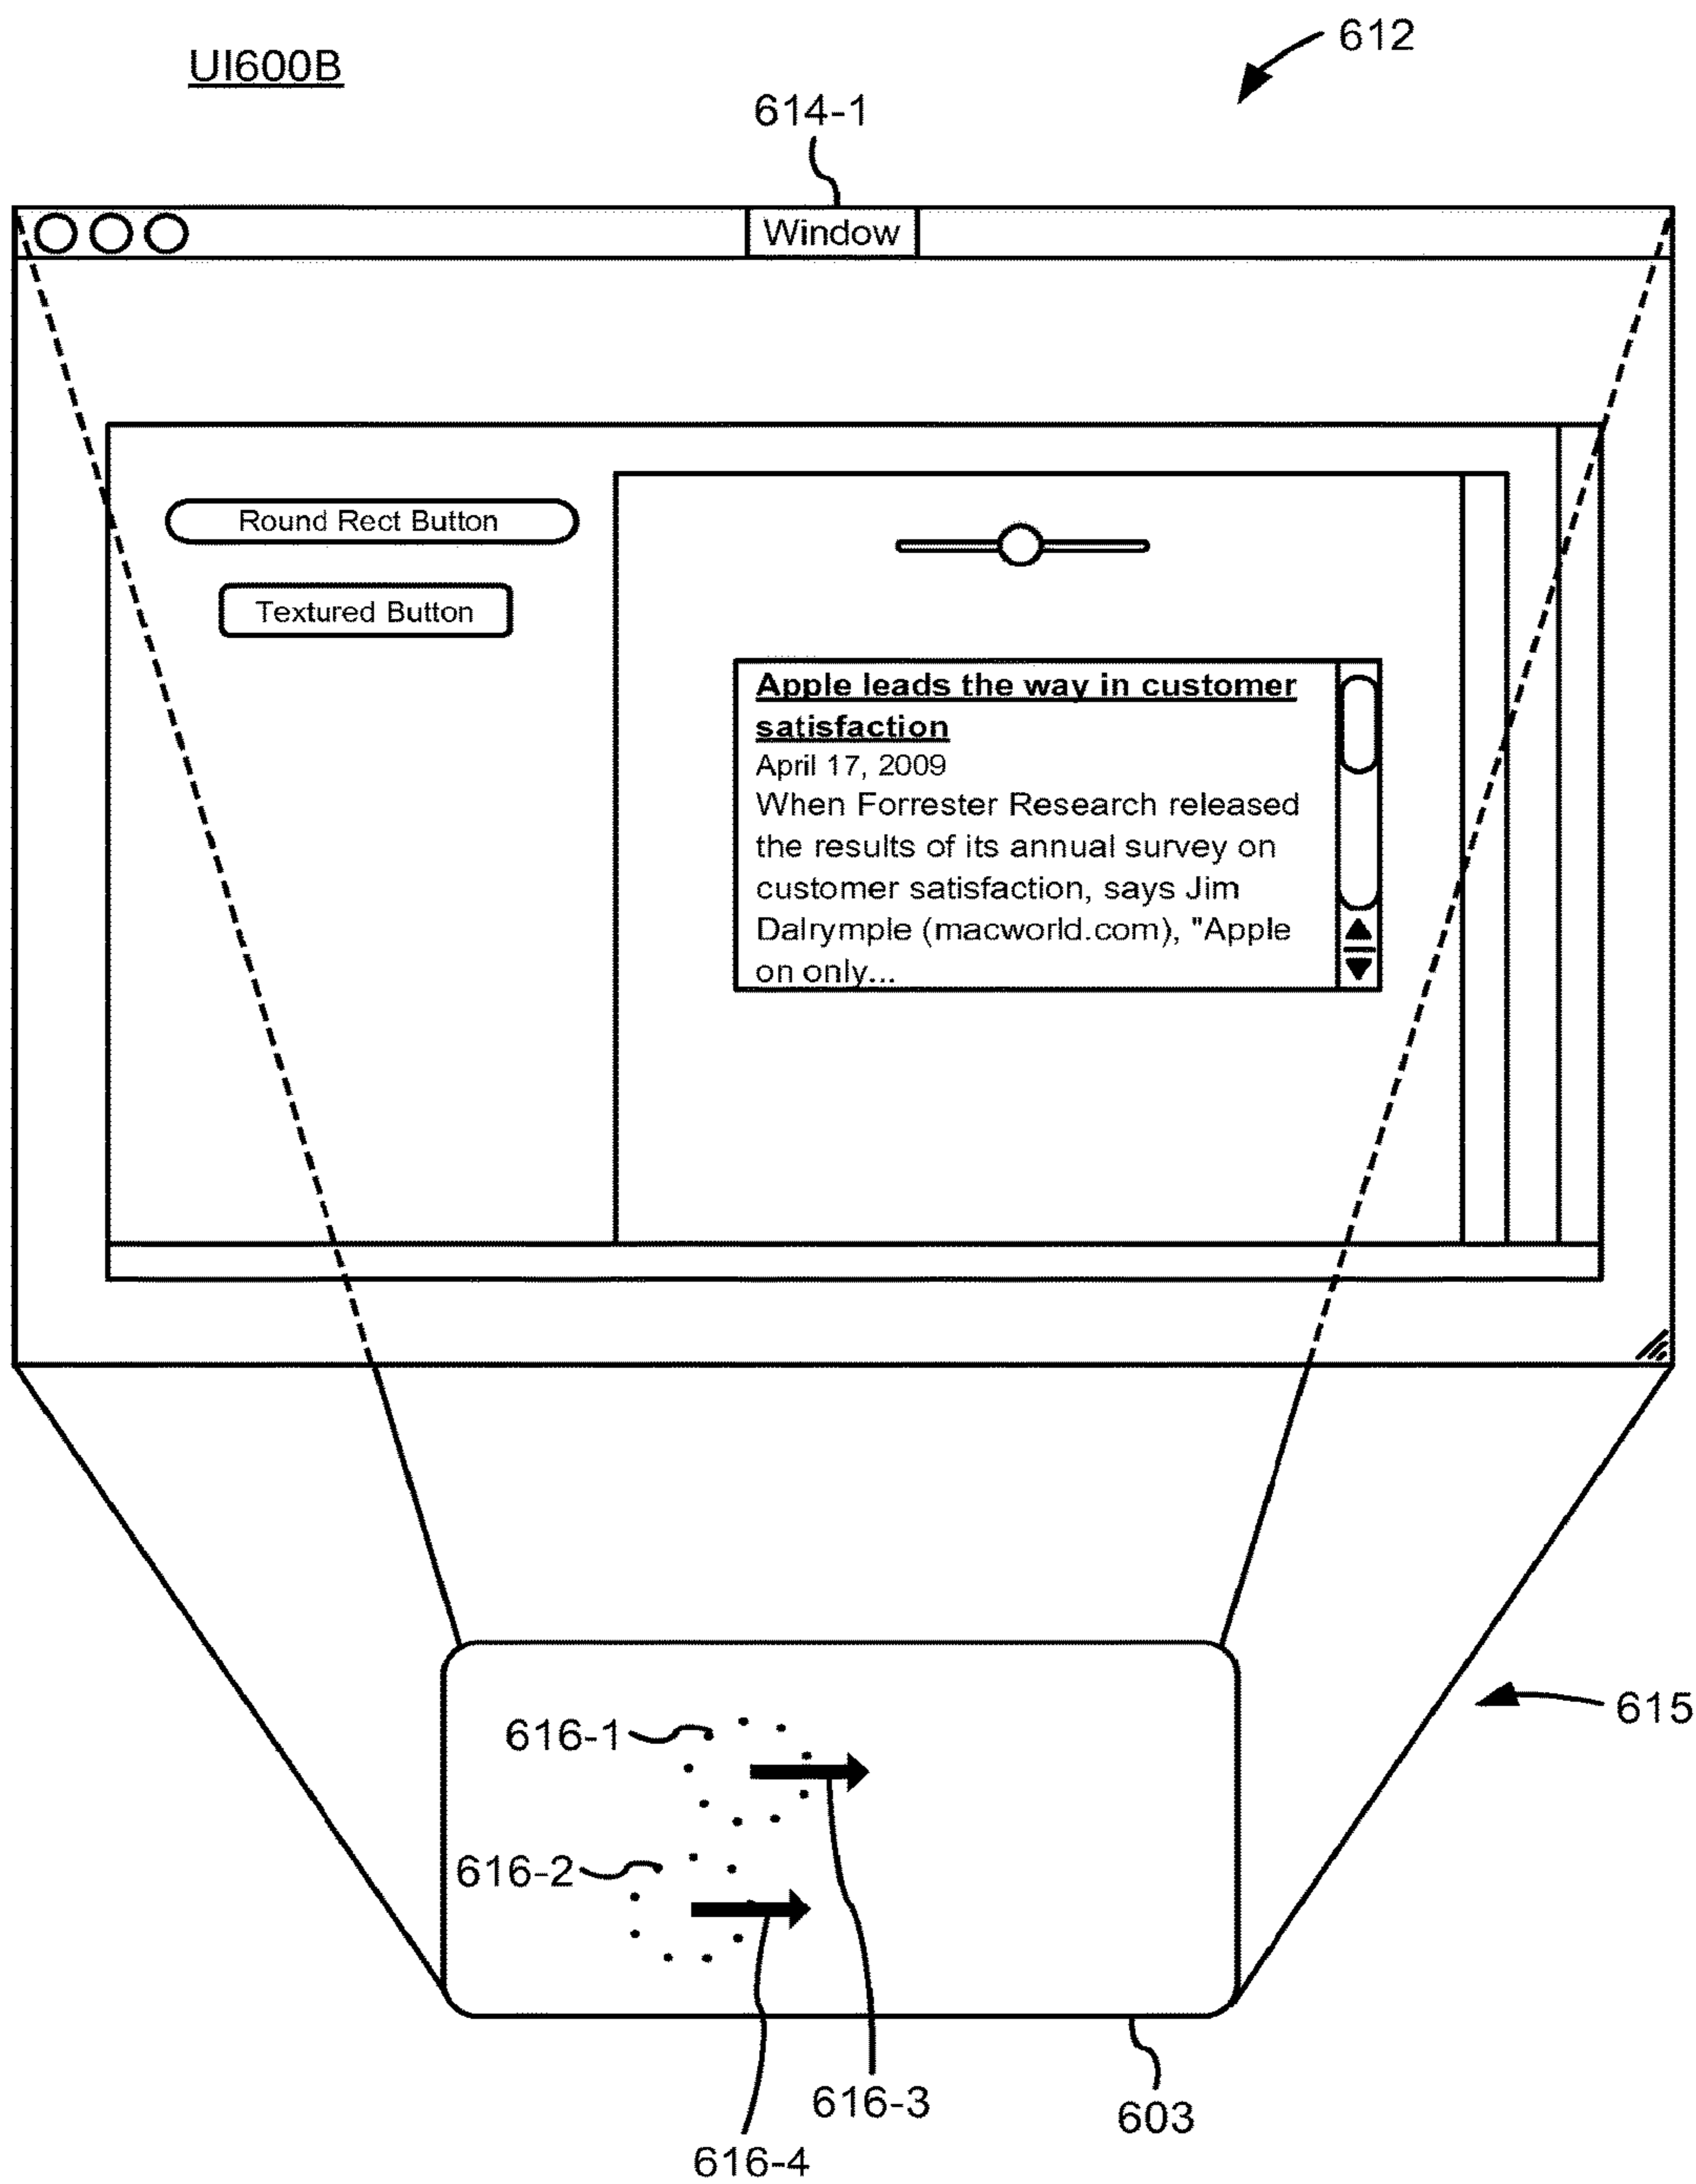 UI600B
612
614-1
Window
Round Rect Button
Textured Button
Apple leads the way in customer
satisfaction
April 17, 2009
When Forrester Research released
the results of its annual survey on
customer satisfaction, says Jim
Dalrymple (macworld.com), "Apple
on only...
615
616-1
616-2
616-3
603
616-4